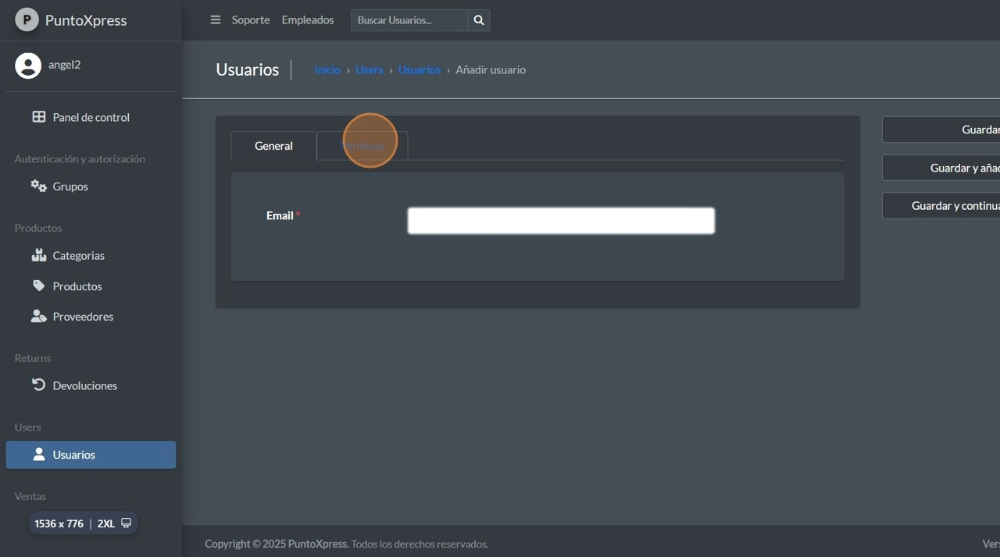 P PuntoXpress
Soporte Empleados Buscar Usuarios...
angel2
Usuarios Inicio › Users › Usuarios › Añadir usuario
Panel de control
Autenticación y autorización
Grupos
Productos
Categorias
Productos
Proveedores
Returns
Devoluciones
Users
Usuarios
Ventas
1536 x 776 | 2XL
General Permisos
Email *
Guardar
Guardar y añad
Guardar y continua
Copyright © 2025 PuntoXpress. Todos los derechos reservados.
Vers